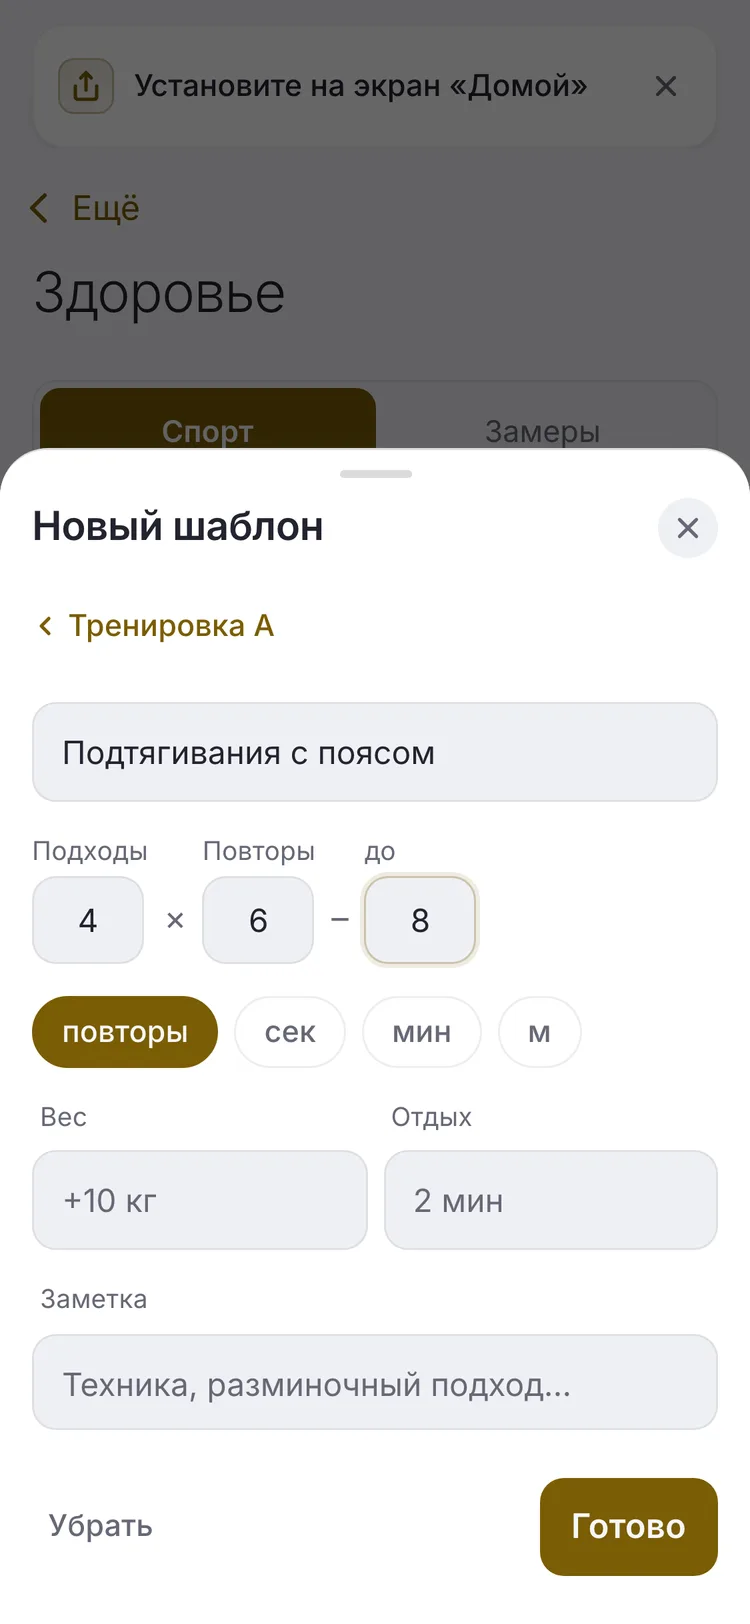 Установите на экран «Домой»
Ещё
Здоровье
Спорт Замеры
Новый шаблон
Тренировка А
Подтягивания с поясом
Подходы Повторы до
4 × 6 – 8
повторы сек мин м
Вес Отдых
+10 кг 2 мин
Заметка
Техника, разминочный подход...
Убрать Готово